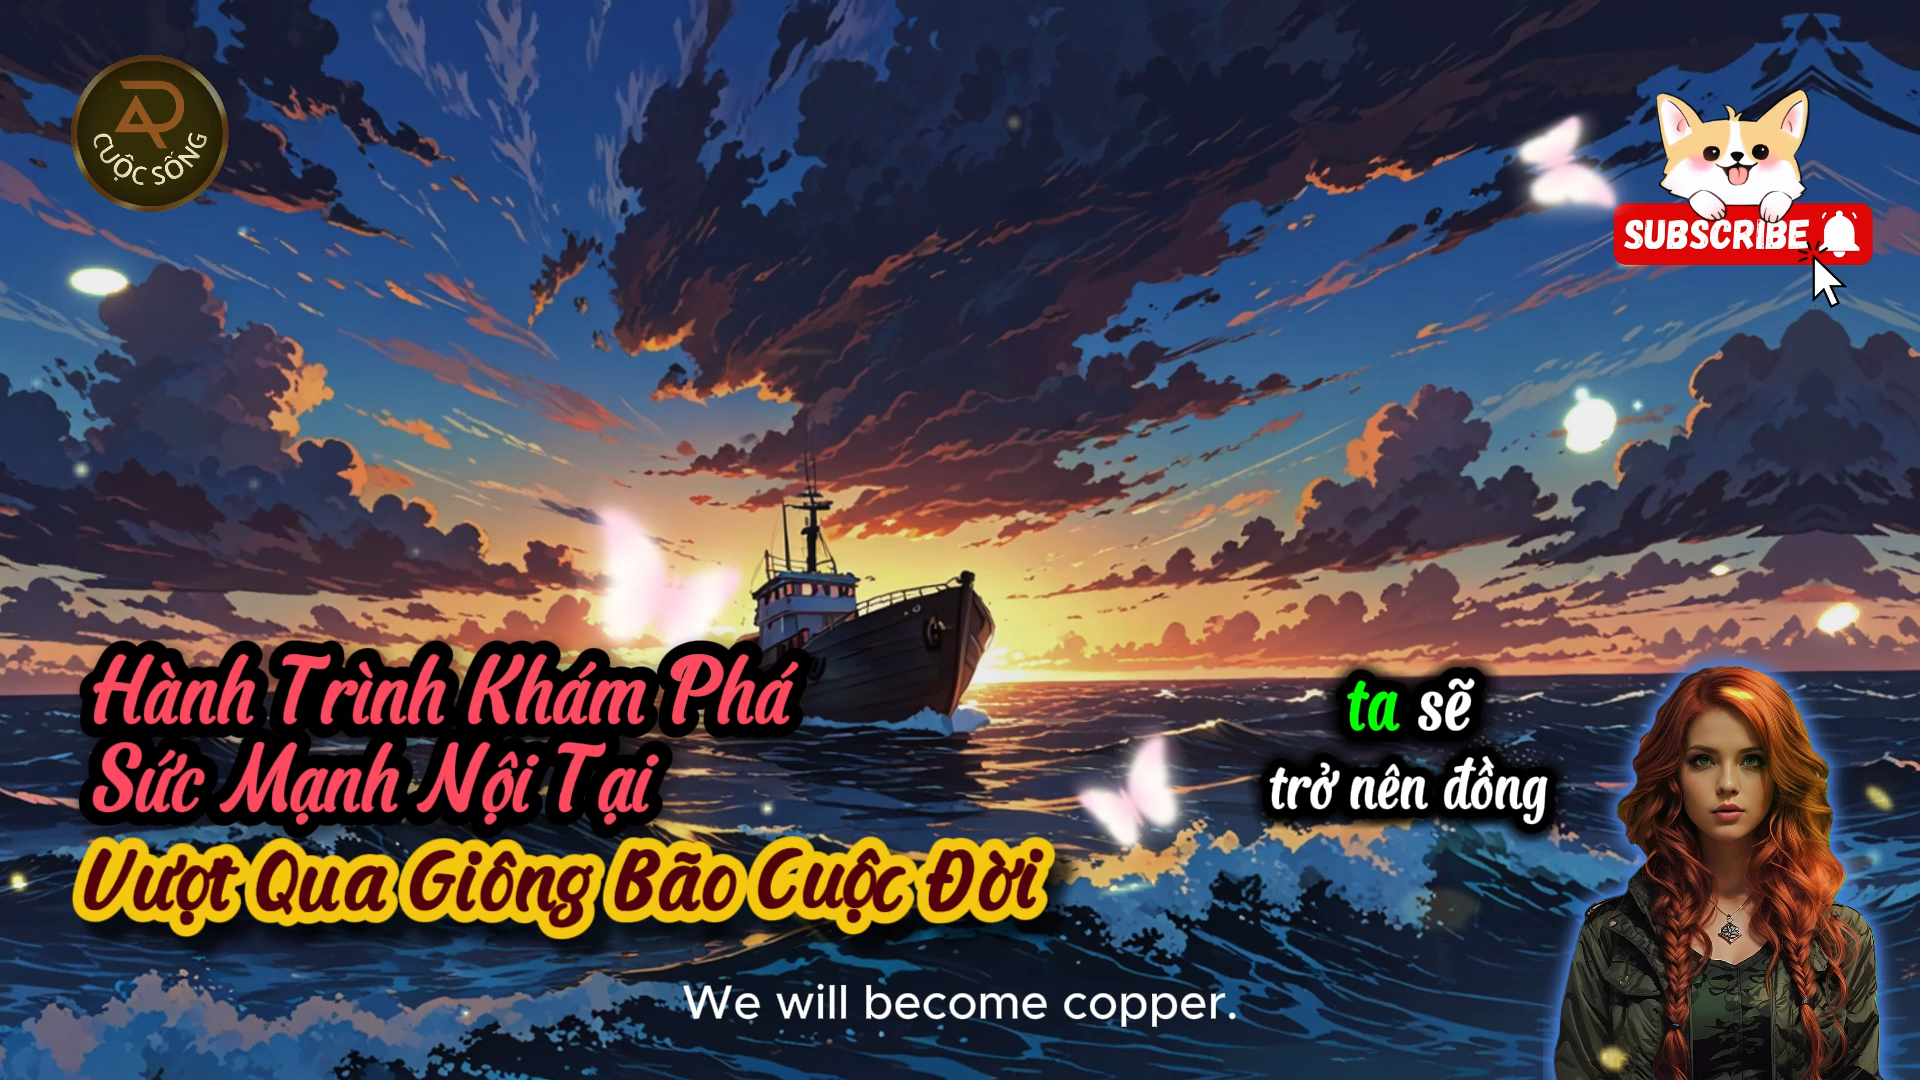 CUỘC SỐNG
SUBSCRIBE
Hành Trình Khám Phá
Sức Mạnh Nội Tại
Vượt Qua Giông Bão Cuộc Đời
ta sẽ
trở nên đồng
We will become copper.